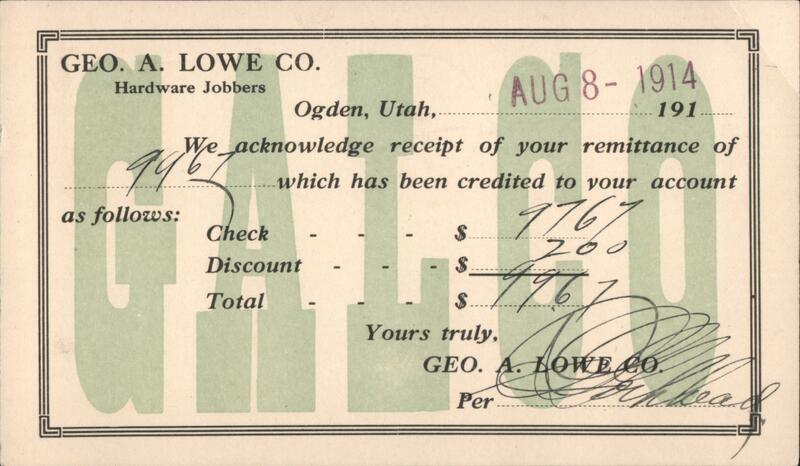 GALCO
GEO. A. LOWE CO.
Hardware Jobbers
Ogden, Utah, AUG 8- 1914 191
We acknowledge receipt of your remittance of
9967 which has been credited to your account
as follows:
Check - - - $ 9767
Discount - - - $ 200
Total - - - $ 9967
Yours truly,
GEO. A. LOWE CO.
Per